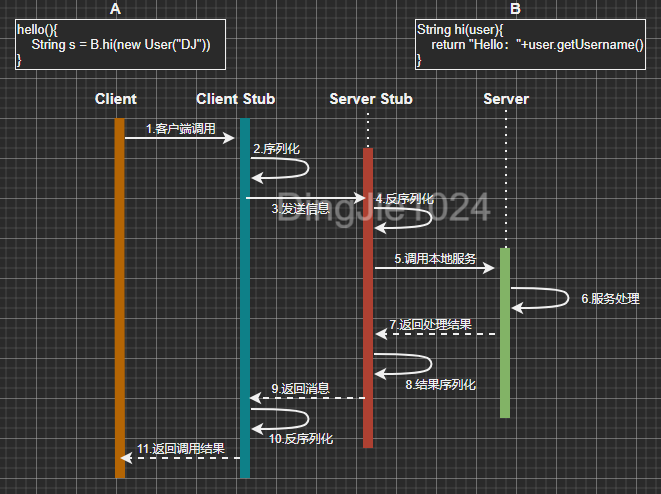 A
B
hello(){
String s = B.hi(new User("DJ"))
}
String hi(user){
return "Hello："+user.getUsername()
}
Client
Client Stub
Server Stub
Server
1.客户端调用
2.序列化
3.发送信息
4.反序列化
DingJie1024
5.调用本地服务
6.服务处理
7.返回处理结果
8.结果序列化
9.返回消息
10.反序列化
11.返回调用结果